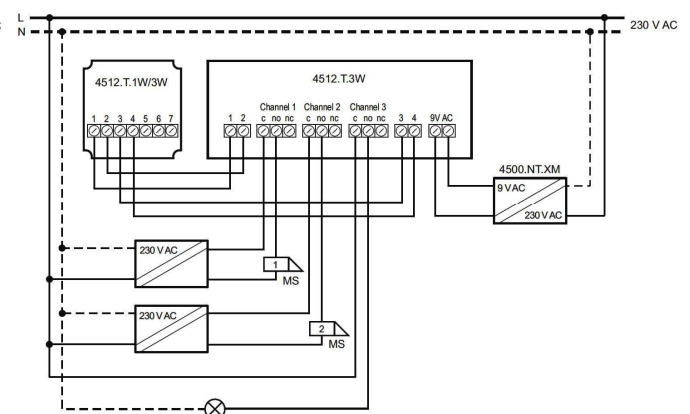 L
N
230 V AC
4512.T.1W/3W
1 2 3 4 5 6 7
4512.T.3W
Channel 1 Channel 2 Channel 3
1 2 c no nc c no nc c no nc 3 4 9V AC
4500.NT.XM
9 VAC
230 V AC
230 V AC
1
MS
230 V AC
2
MS